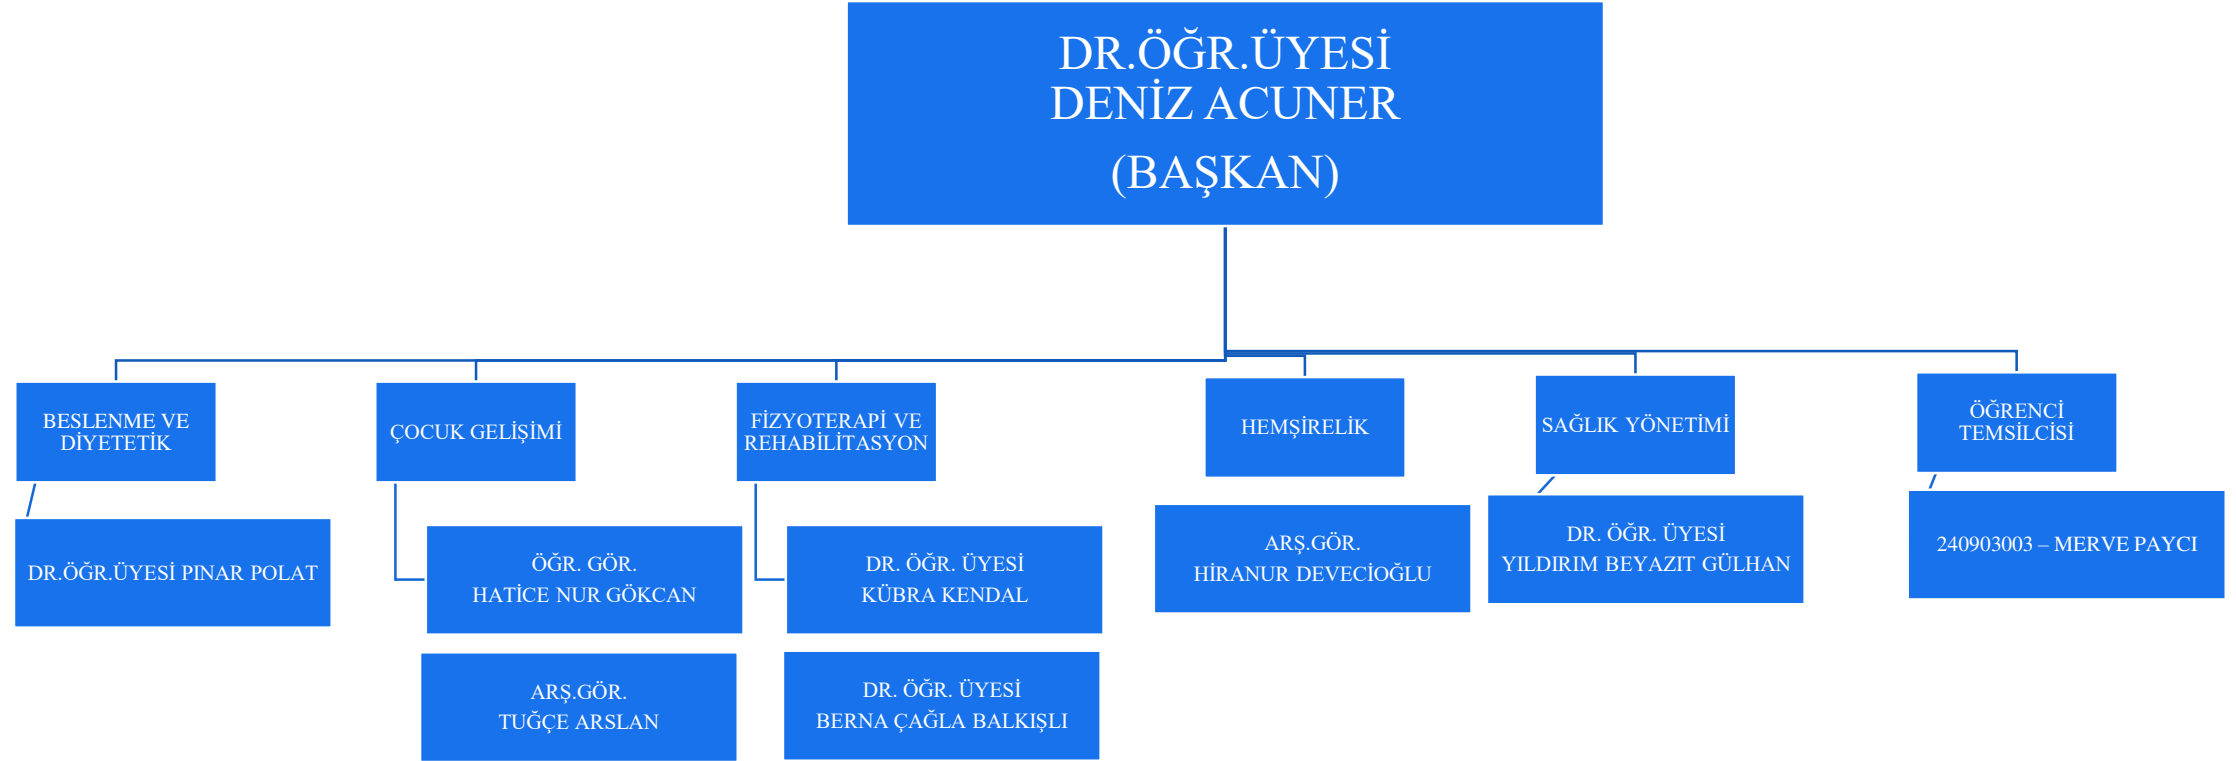 DR.ÖĞR.ÜYESİ
DENİZ ACUNER
(BAŞKAN)
BESLENME VE
DİYETETİK
ÇOCUK GELİŞİMİ
FİZYOTERAPİ VE
REHABİLİTASYON
HEMŞİRELİK
SAĞLIK YÖNETİMİ
ÖĞRENCİ
TEMSİLCİSİ
DR.ÖĞR.ÜYESİ PINAR POLAT
ÖĞR. GÖR.
HATİCE NUR GÖKCAN
DR. ÖĞR. ÜYESİ
KÜBRA KENDAL
ARŞ.GÖR.
HİRANUR DEVECİOĞLU
DR. ÖĞR. ÜYESİ
YILDIRIM BEYAZIT GÜLHAN
240903003 – MERVE PAYCI
ARŞ.GÖR.
TUĞÇE ARSLAN
DR. ÖĞR. ÜYESİ
BERNA ÇAĞLA BALKIŞLI